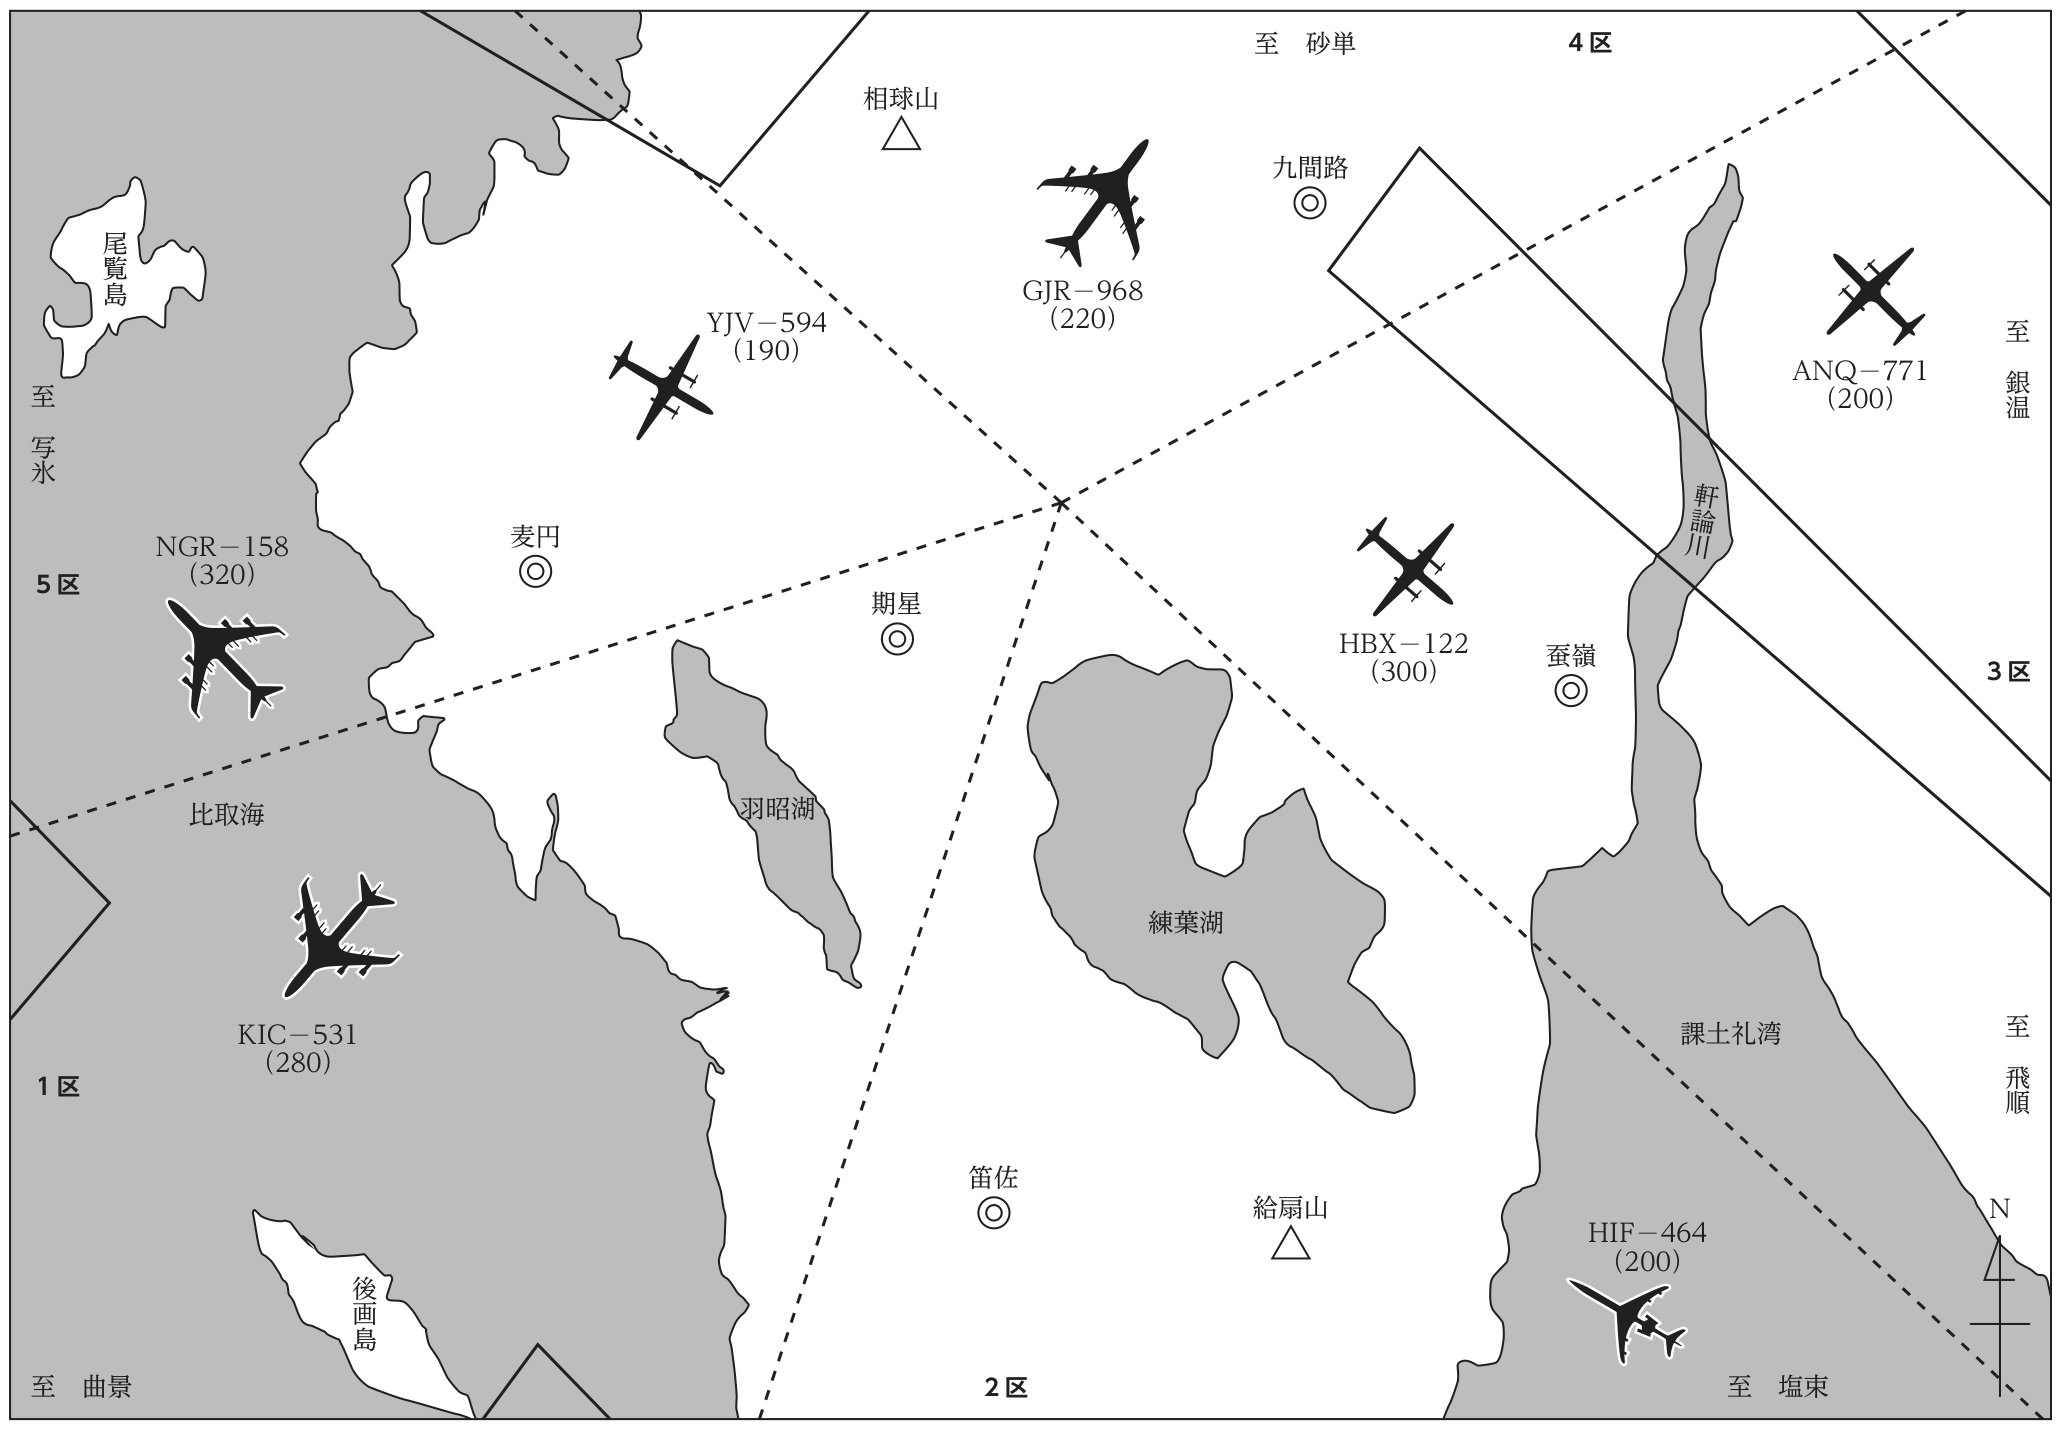 至　砂単
4区
相球山
九間路
尾覧島
GJR－968
(220)
YJV－594
(190)
ANQ－771
(200)
至　銀温
至　写氷
軒論川
麦円
NGR－158
(320)
5区
期星
HBX－122
(300)
蚕嶺
3区
比取海
羽昭湖
練葉湖
KIC－531
(280)
課土礼湾
至　飛順
1区
笛佐
給扇山
N
HIF－464
(200)
後画島
至　曲景
2区
至　塩束